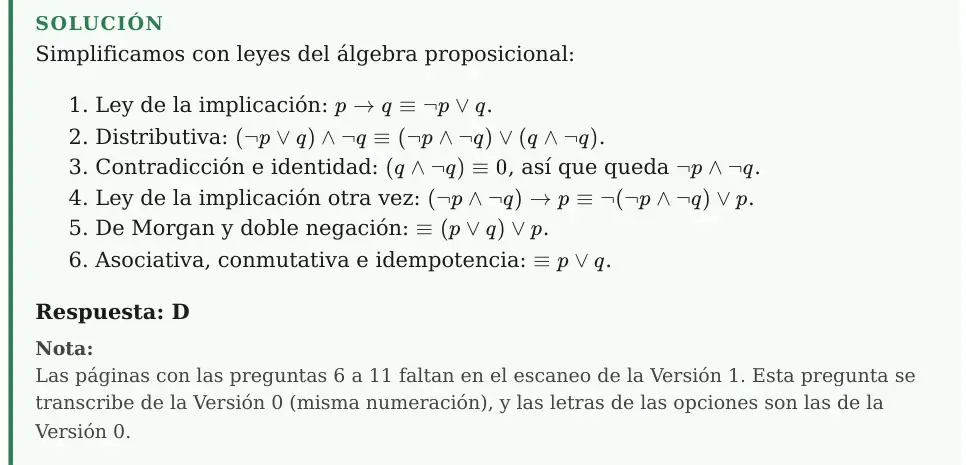 SOLUCIÓN
Simplificamos con leyes del álgebra proposicional:
1. Ley de la implicación: p → q ≡ ¬p ∨ q.
2. Distributiva: (¬p ∨ q) ∧ ¬q ≡ (¬p ∧ ¬q) ∨ (q ∧ ¬q).
3. Contradicción e identidad: (q ∧ ¬q) ≡ 0, así que queda ¬p ∧ ¬q.
4. Ley de la implicación otra vez: (¬p ∧ ¬q) → p ≡ ¬(¬p ∧ ¬q) ∨ p.
5. De Morgan y doble negación: ≡ (p ∨ q) ∨ p.
6. Asociativa, conmutativa e idempotencia: ≡ p ∨ q.
Respuesta: D
Nota:
Las páginas con las preguntas 6 a 11 faltan en el escaneo de la Versión 1. Esta pregunta se
transcribe de la Versión 0 (misma numeración), y las letras de las opciones son las de la
Versión 0.